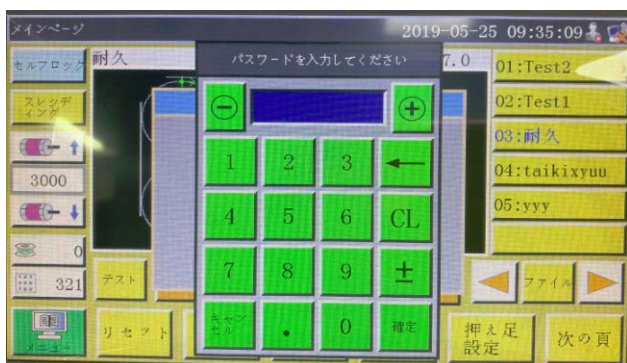 メインページ
2019-05-25 09:35:09
セルフロック
耐久
パスワードを入力してください
7.0
01:Test2
スレッディング
02:Test1
03:耐久
3000
04:taikixyuu
05:yyy
0
321
1 2 3
4 5 6 CL
7 8 9 ±
キャンセル . 0 確定
テスト
ファイル
メニュー
リセット
押え足
設定
次の頁